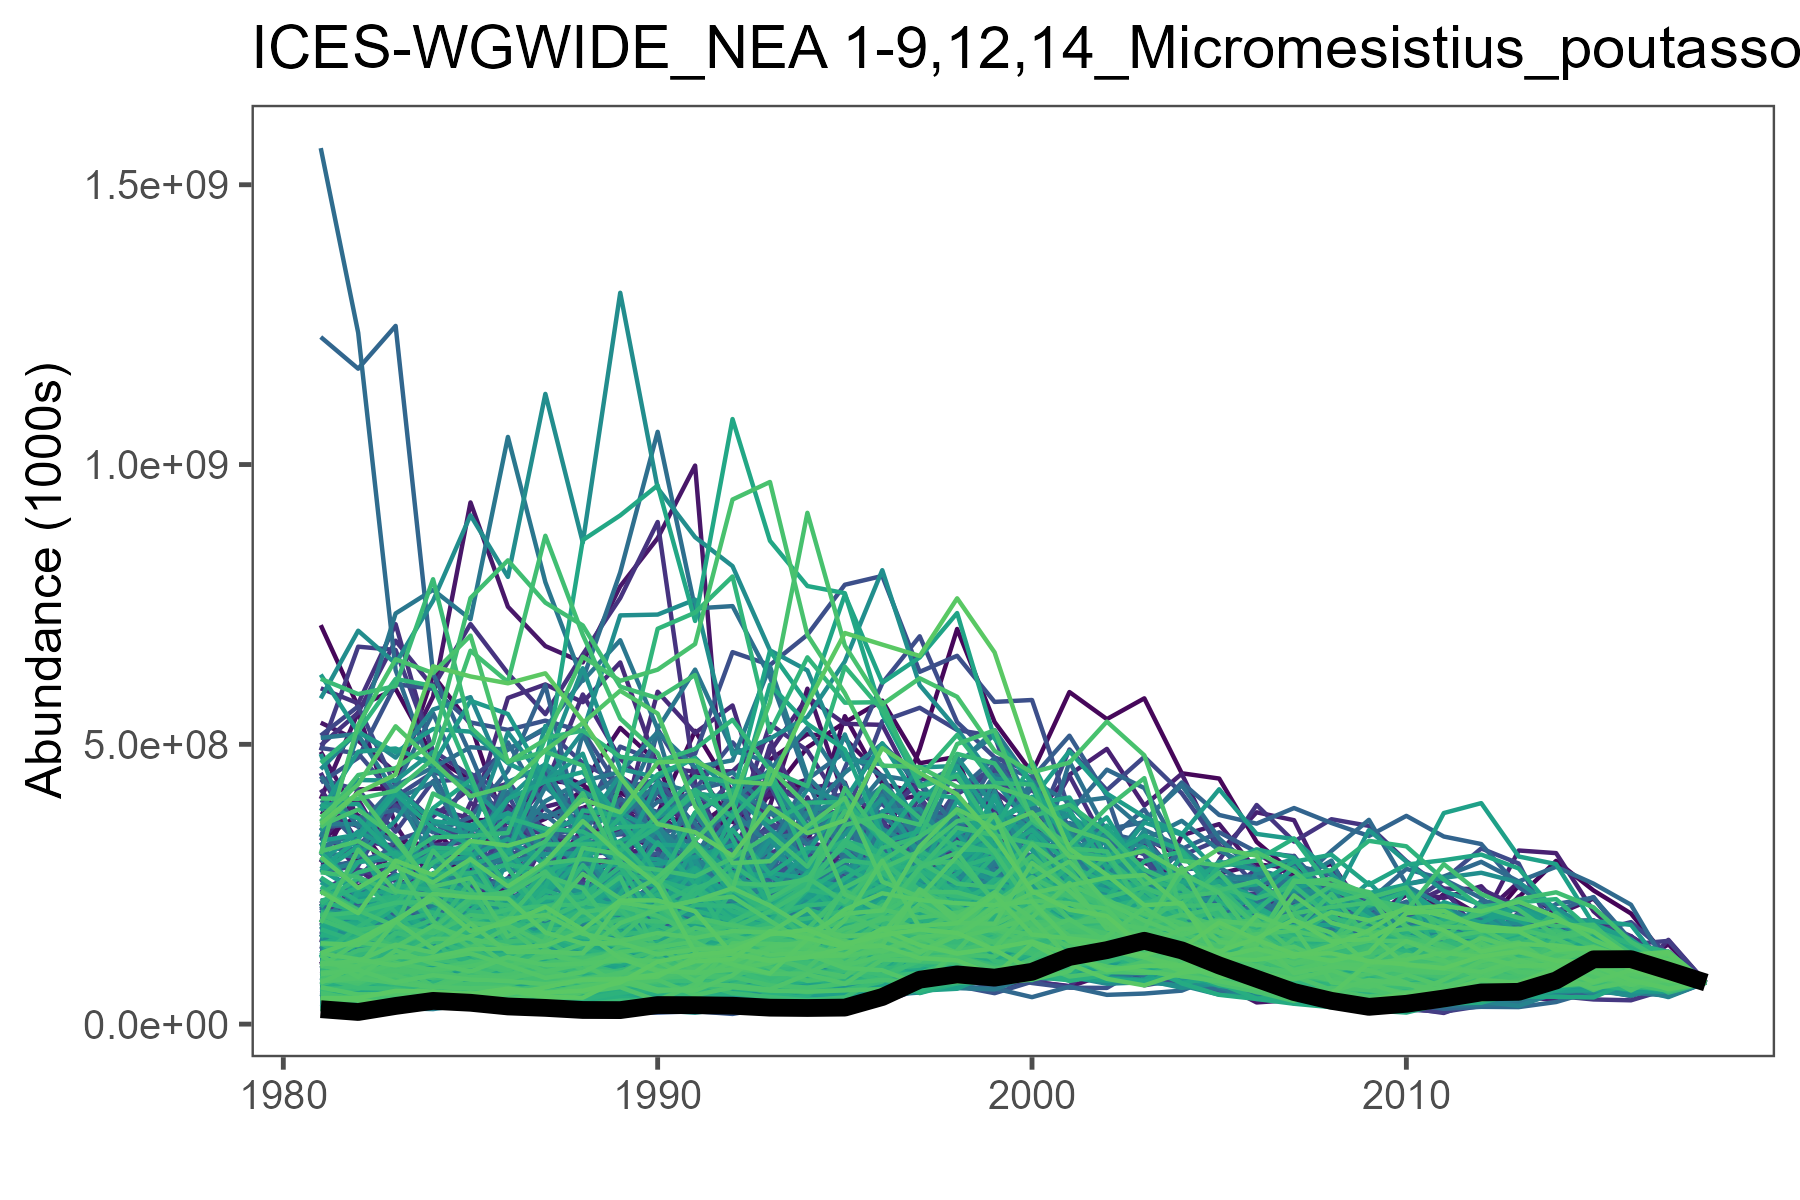 ICES-WGWIDE_NEA 1-9,12,14_Micromesistius_poutasso
Abundance (1000s)
1.5e+09
1.0e+09
5.0e+08
0.0e+00
1980
1990
2000
2010